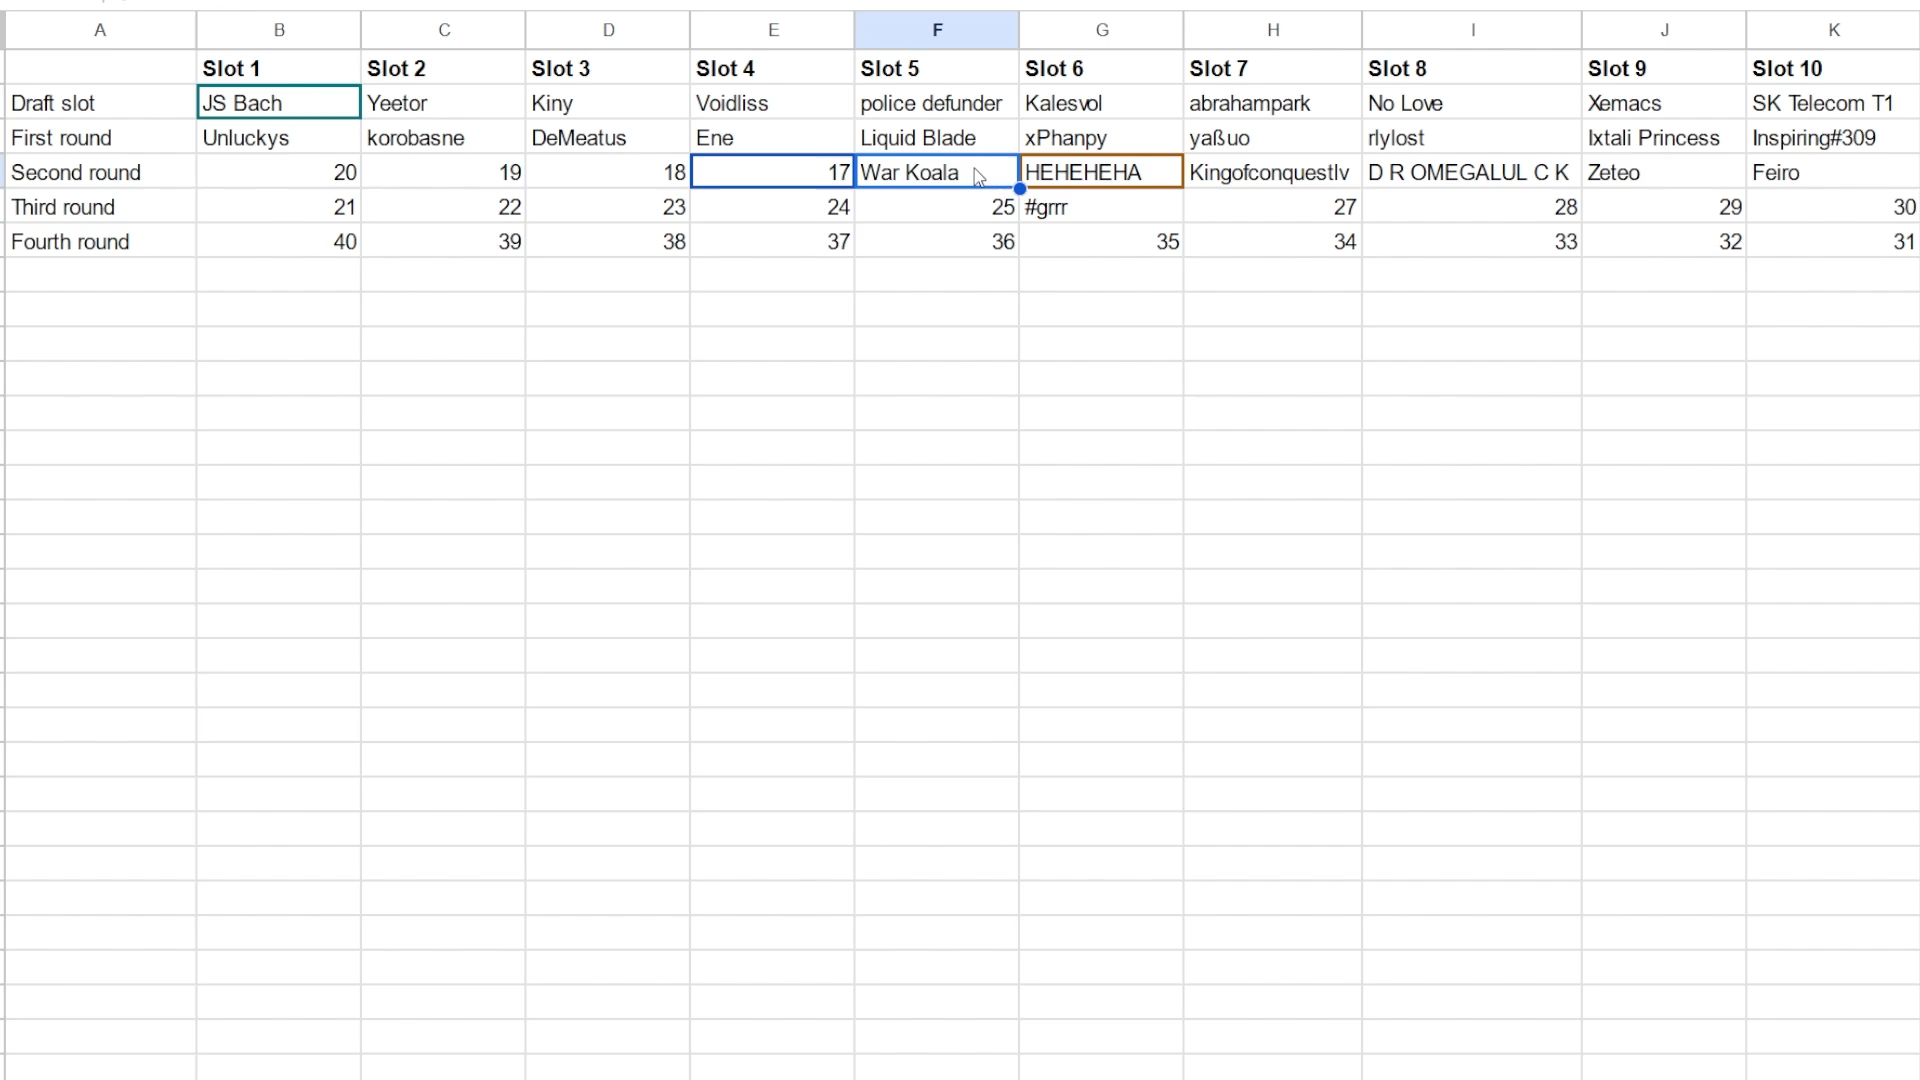 A B C D E F G H I J K
Slot 1 Slot 2 Slot 3 Slot 4 Slot 5 Slot 6 Slot 7 Slot 8 Slot 9 Slot 10
Draft slot JS Bach Yeetor Kiny Voidliss police defunder Kalesvol abrahampark No Love Xemacs SK Telecom T1
First round Unluckys korobasne DeMeatus Ene Liquid Blade xPhanpy yaßuo rlylost Ixtali Princess Inspiring#309
Second round 20 19 18 17 War Koala HEHEHEHA Kingofconquestlv D R OMEGALUL C K Zeteo Feiro
Third round 21 22 23 24 25 #grrr 27 28 29 30
Fourth round 40 39 38 37 36 35 34 33 32 31